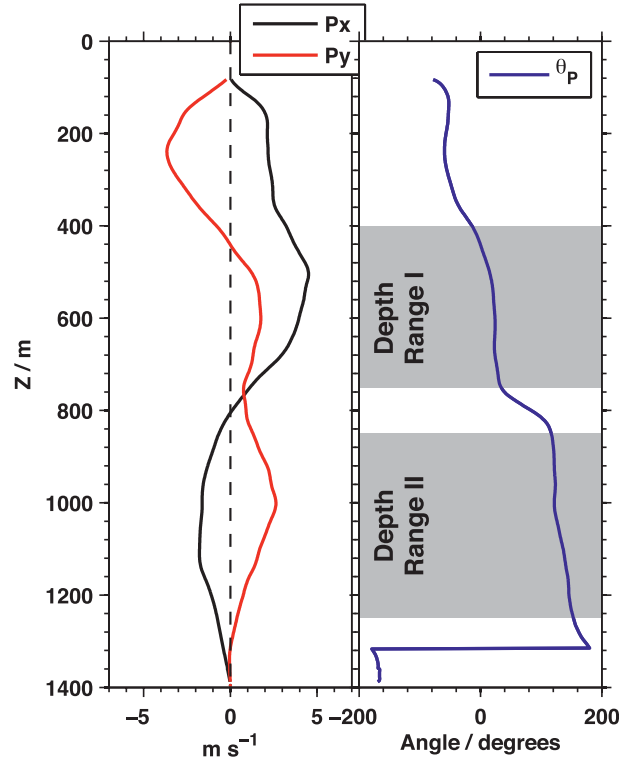 Px
Py
θP
0
200
400
600
800
1000
1200
1400
Z / m
Depth
Range I
Depth
Range II
−5 0 5
−200 0 200
m s−1
Angle / degrees